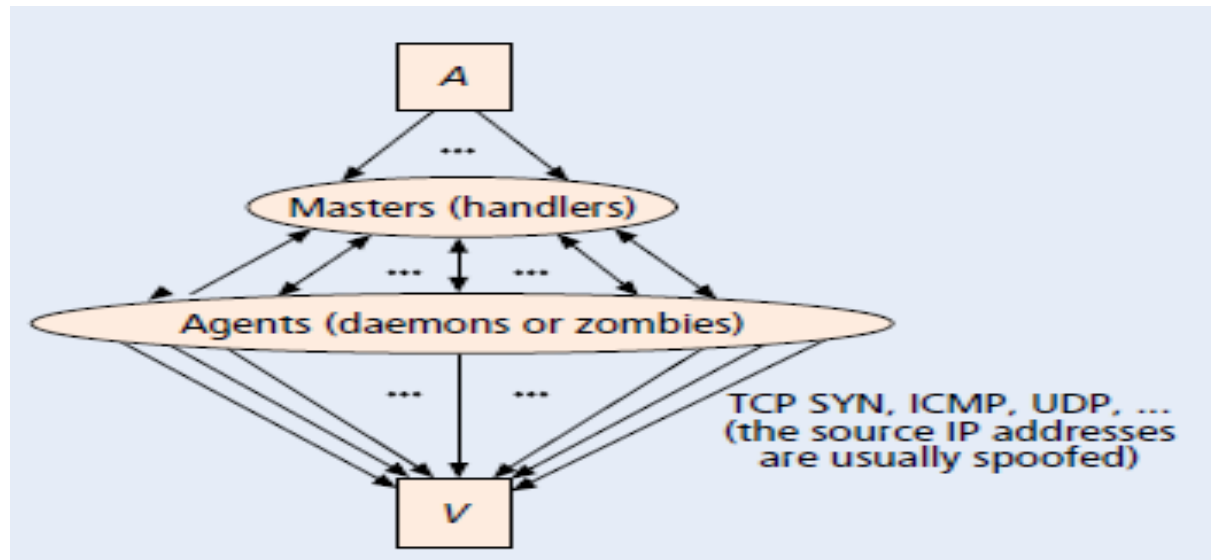 A
...
Masters (handlers)
... ...
Agents (daemons or zombies)
... ...
TCP SYN, ICMP, UDP, ...
(the source IP addresses
are usually spoofed)
V